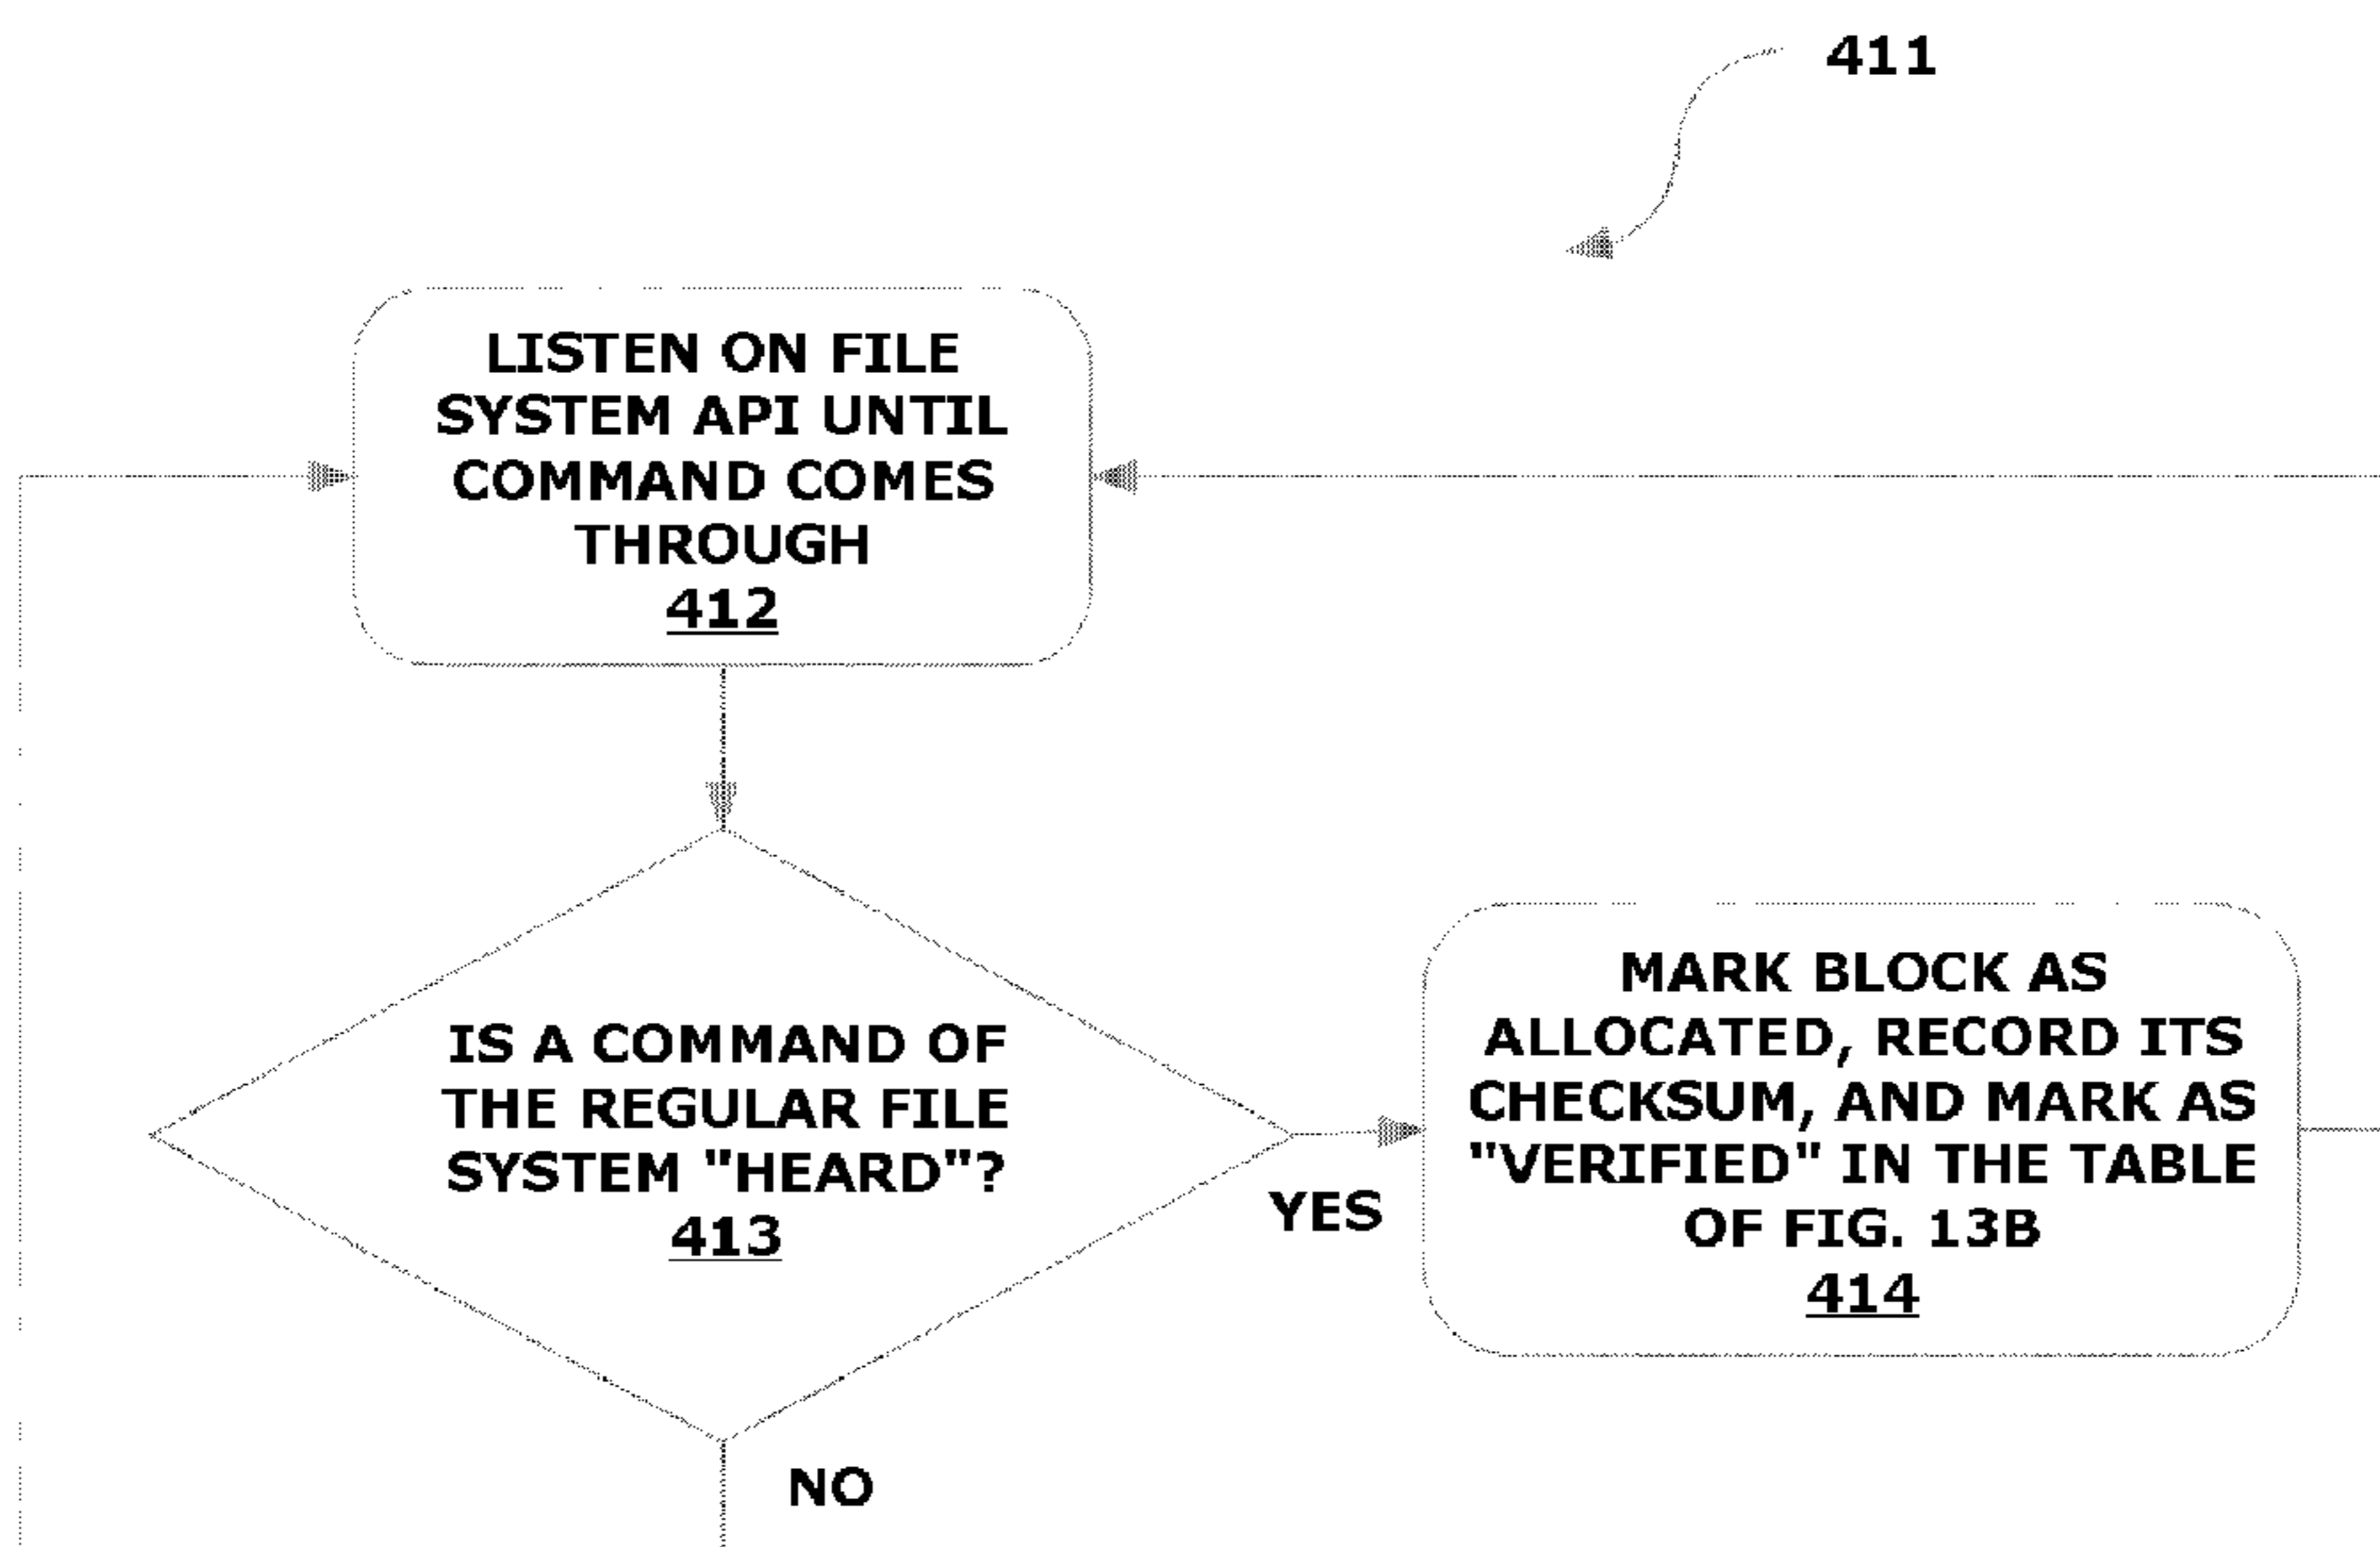 411
LISTEN ON FILE
SYSTEM API UNTIL
COMMAND COMES
THROUGH
412
IS A COMMAND OF
THE REGULAR FILE
SYSTEM "HEARD"?
413
YES
MARK BLOCK AS
ALLOCATED, RECORD ITS
CHECKSUM, AND MARK AS
"VERIFIED" IN THE TABLE
OF FIG. 13B
414
NO